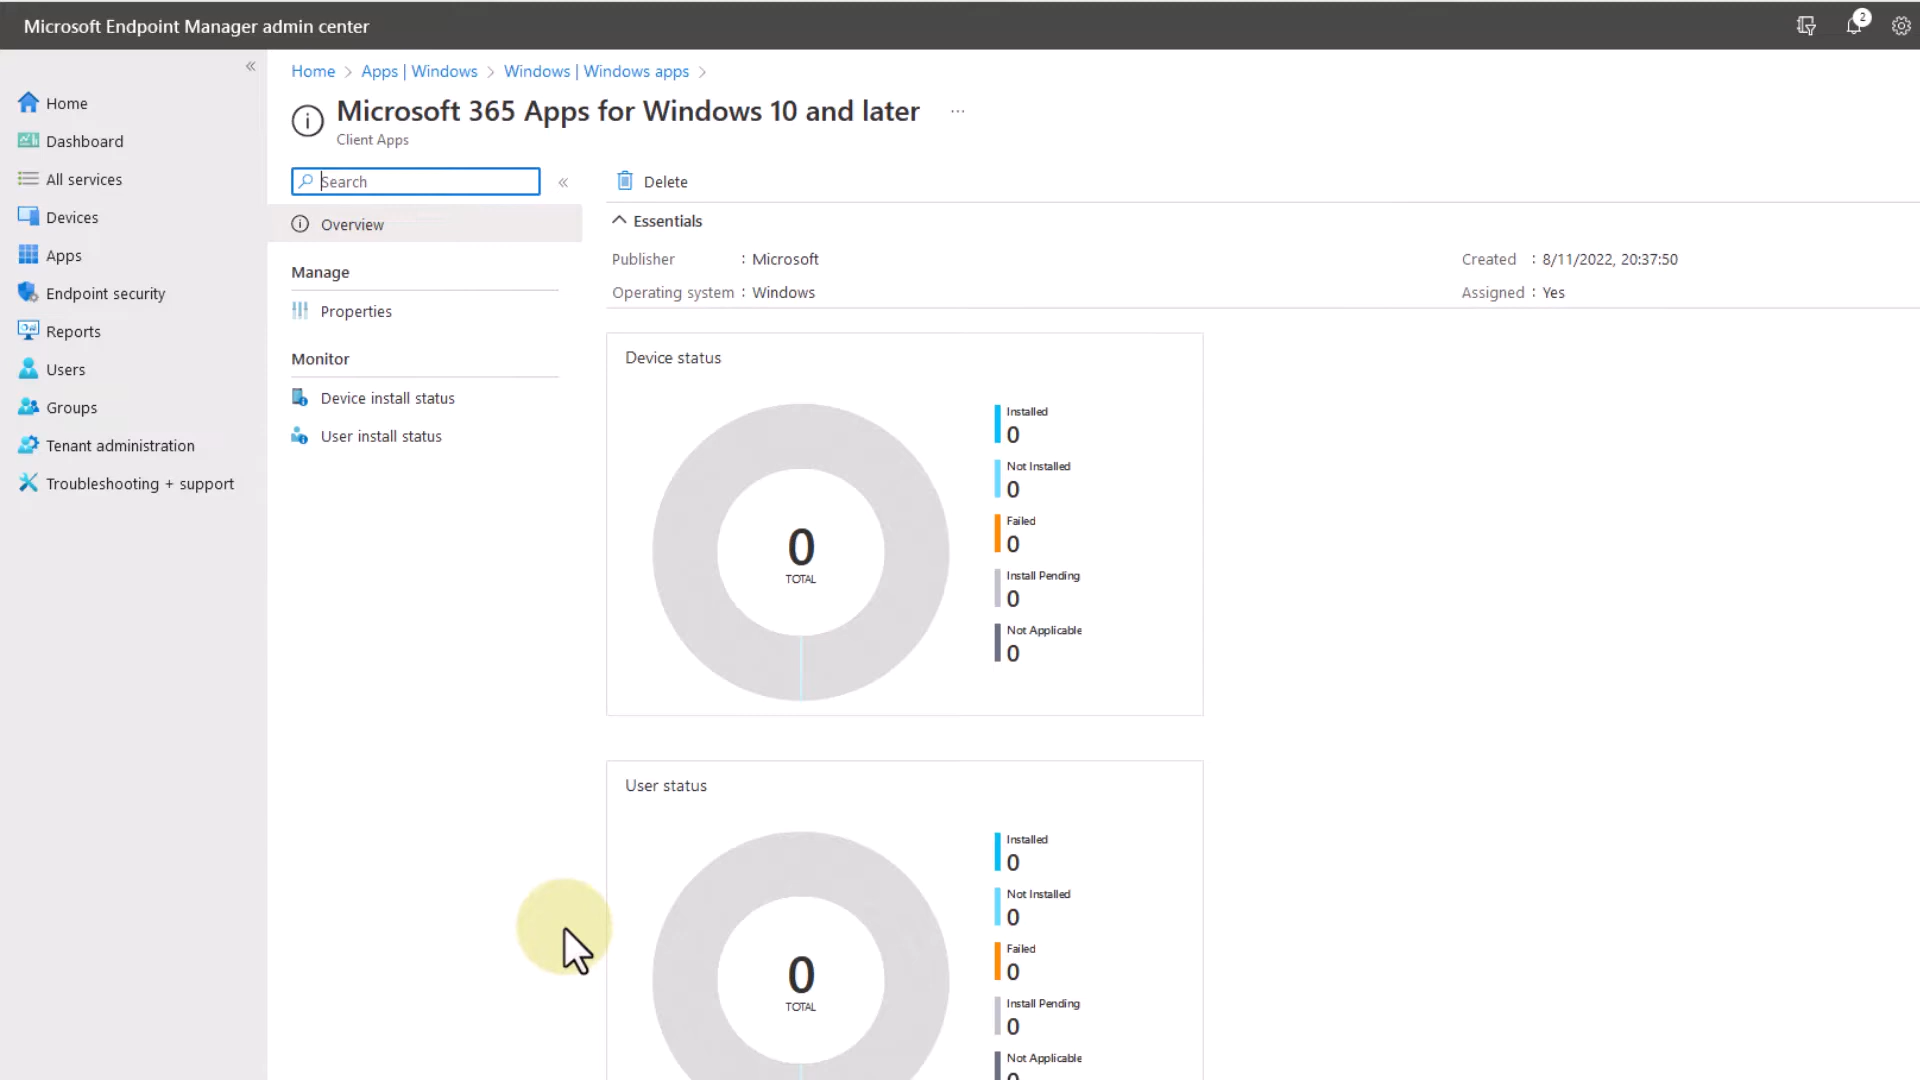 Microsoft Endpoint Manager admin center
2
Home > Apps | Windows > Windows | Windows apps >
Microsoft 365 Apps for Windows 10 and later ...
Client Apps
Home
Dashboard
All services
Devices
Apps
Endpoint security
Reports
Users
Groups
Tenant administration
Troubleshooting + support
Search
Overview
Manage
Properties
Monitor
Device install status
User install status
Delete
Essentials
Publisher : Microsoft
Created : 8/11/2022, 20:37:50
Operating system : Windows
Assigned : Yes
Device status
0
TOTAL
Installed
0
Not Installed
0
Failed
0
Install Pending
0
Not Applicable
0
User status
0
TOTAL
Installed
0
Not Installed
0
Failed
0
Install Pending
0
Not Applicable
0